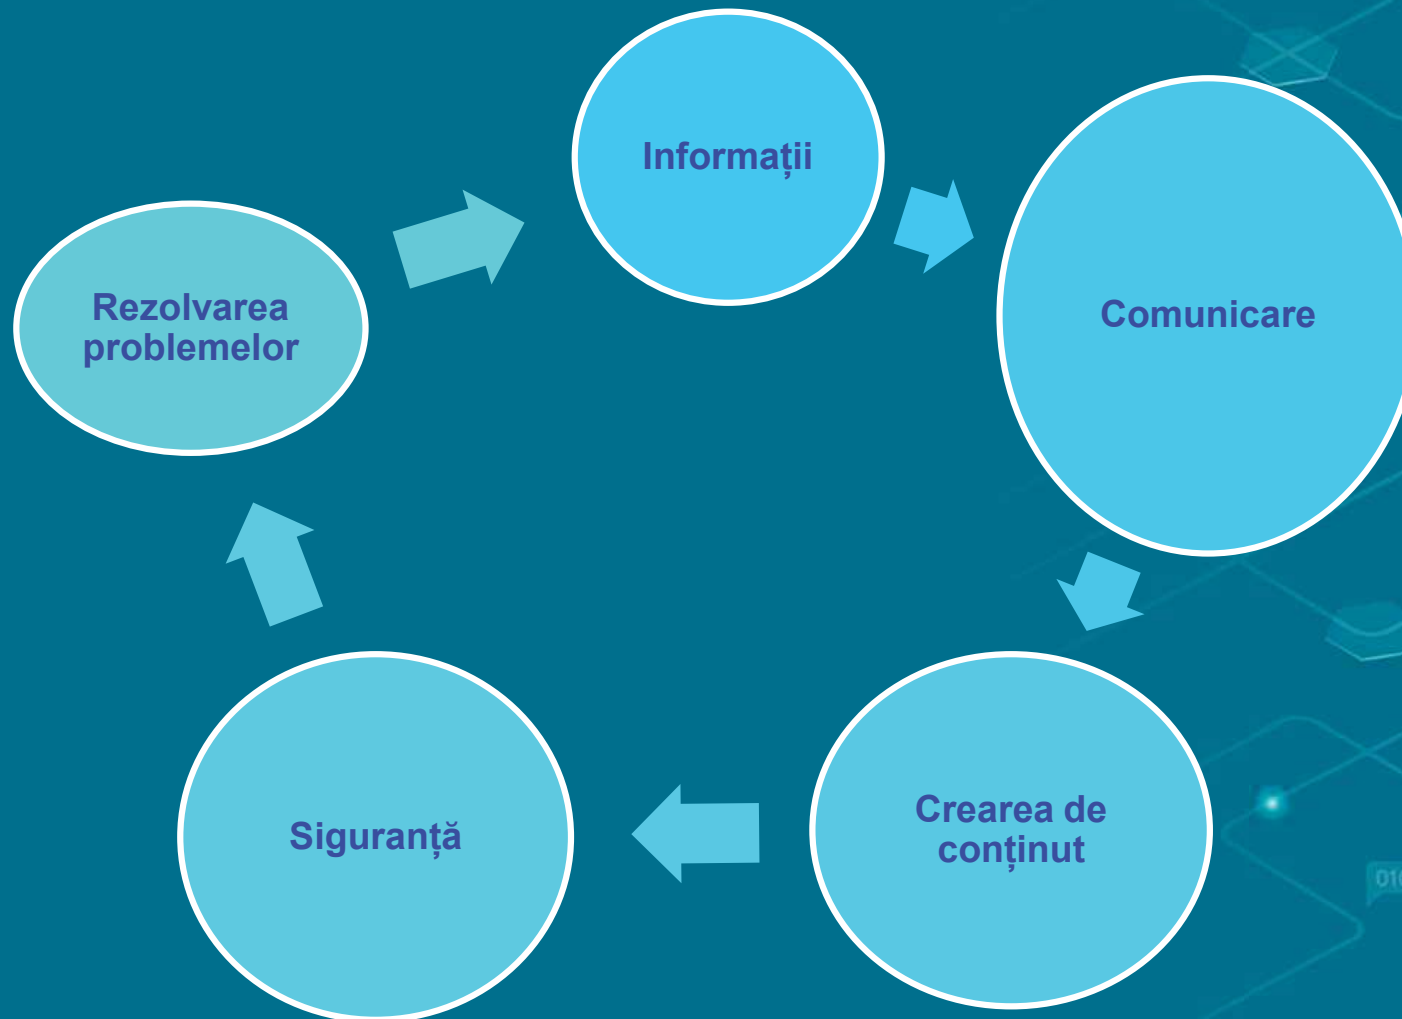 Informații
Comunicare
Rezolvarea
problemelor
Crearea de
conținut
Siguranță